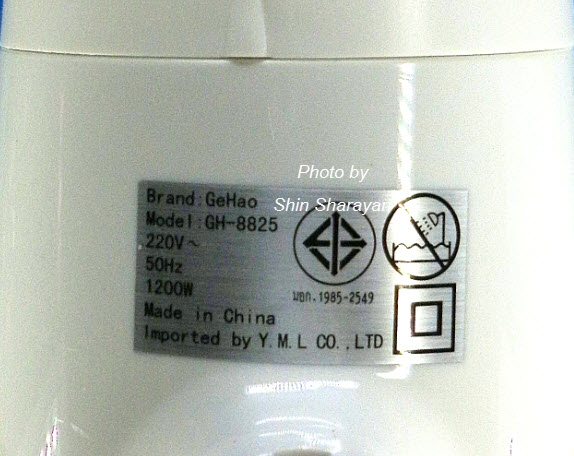 Photo by
Shin Sharayan
Brand:GeHao
Model:GH-8825
220V～
50Hz
1200W
Made in China
Imported by Y.M.L CO.,LTD
มอก.1985-2549